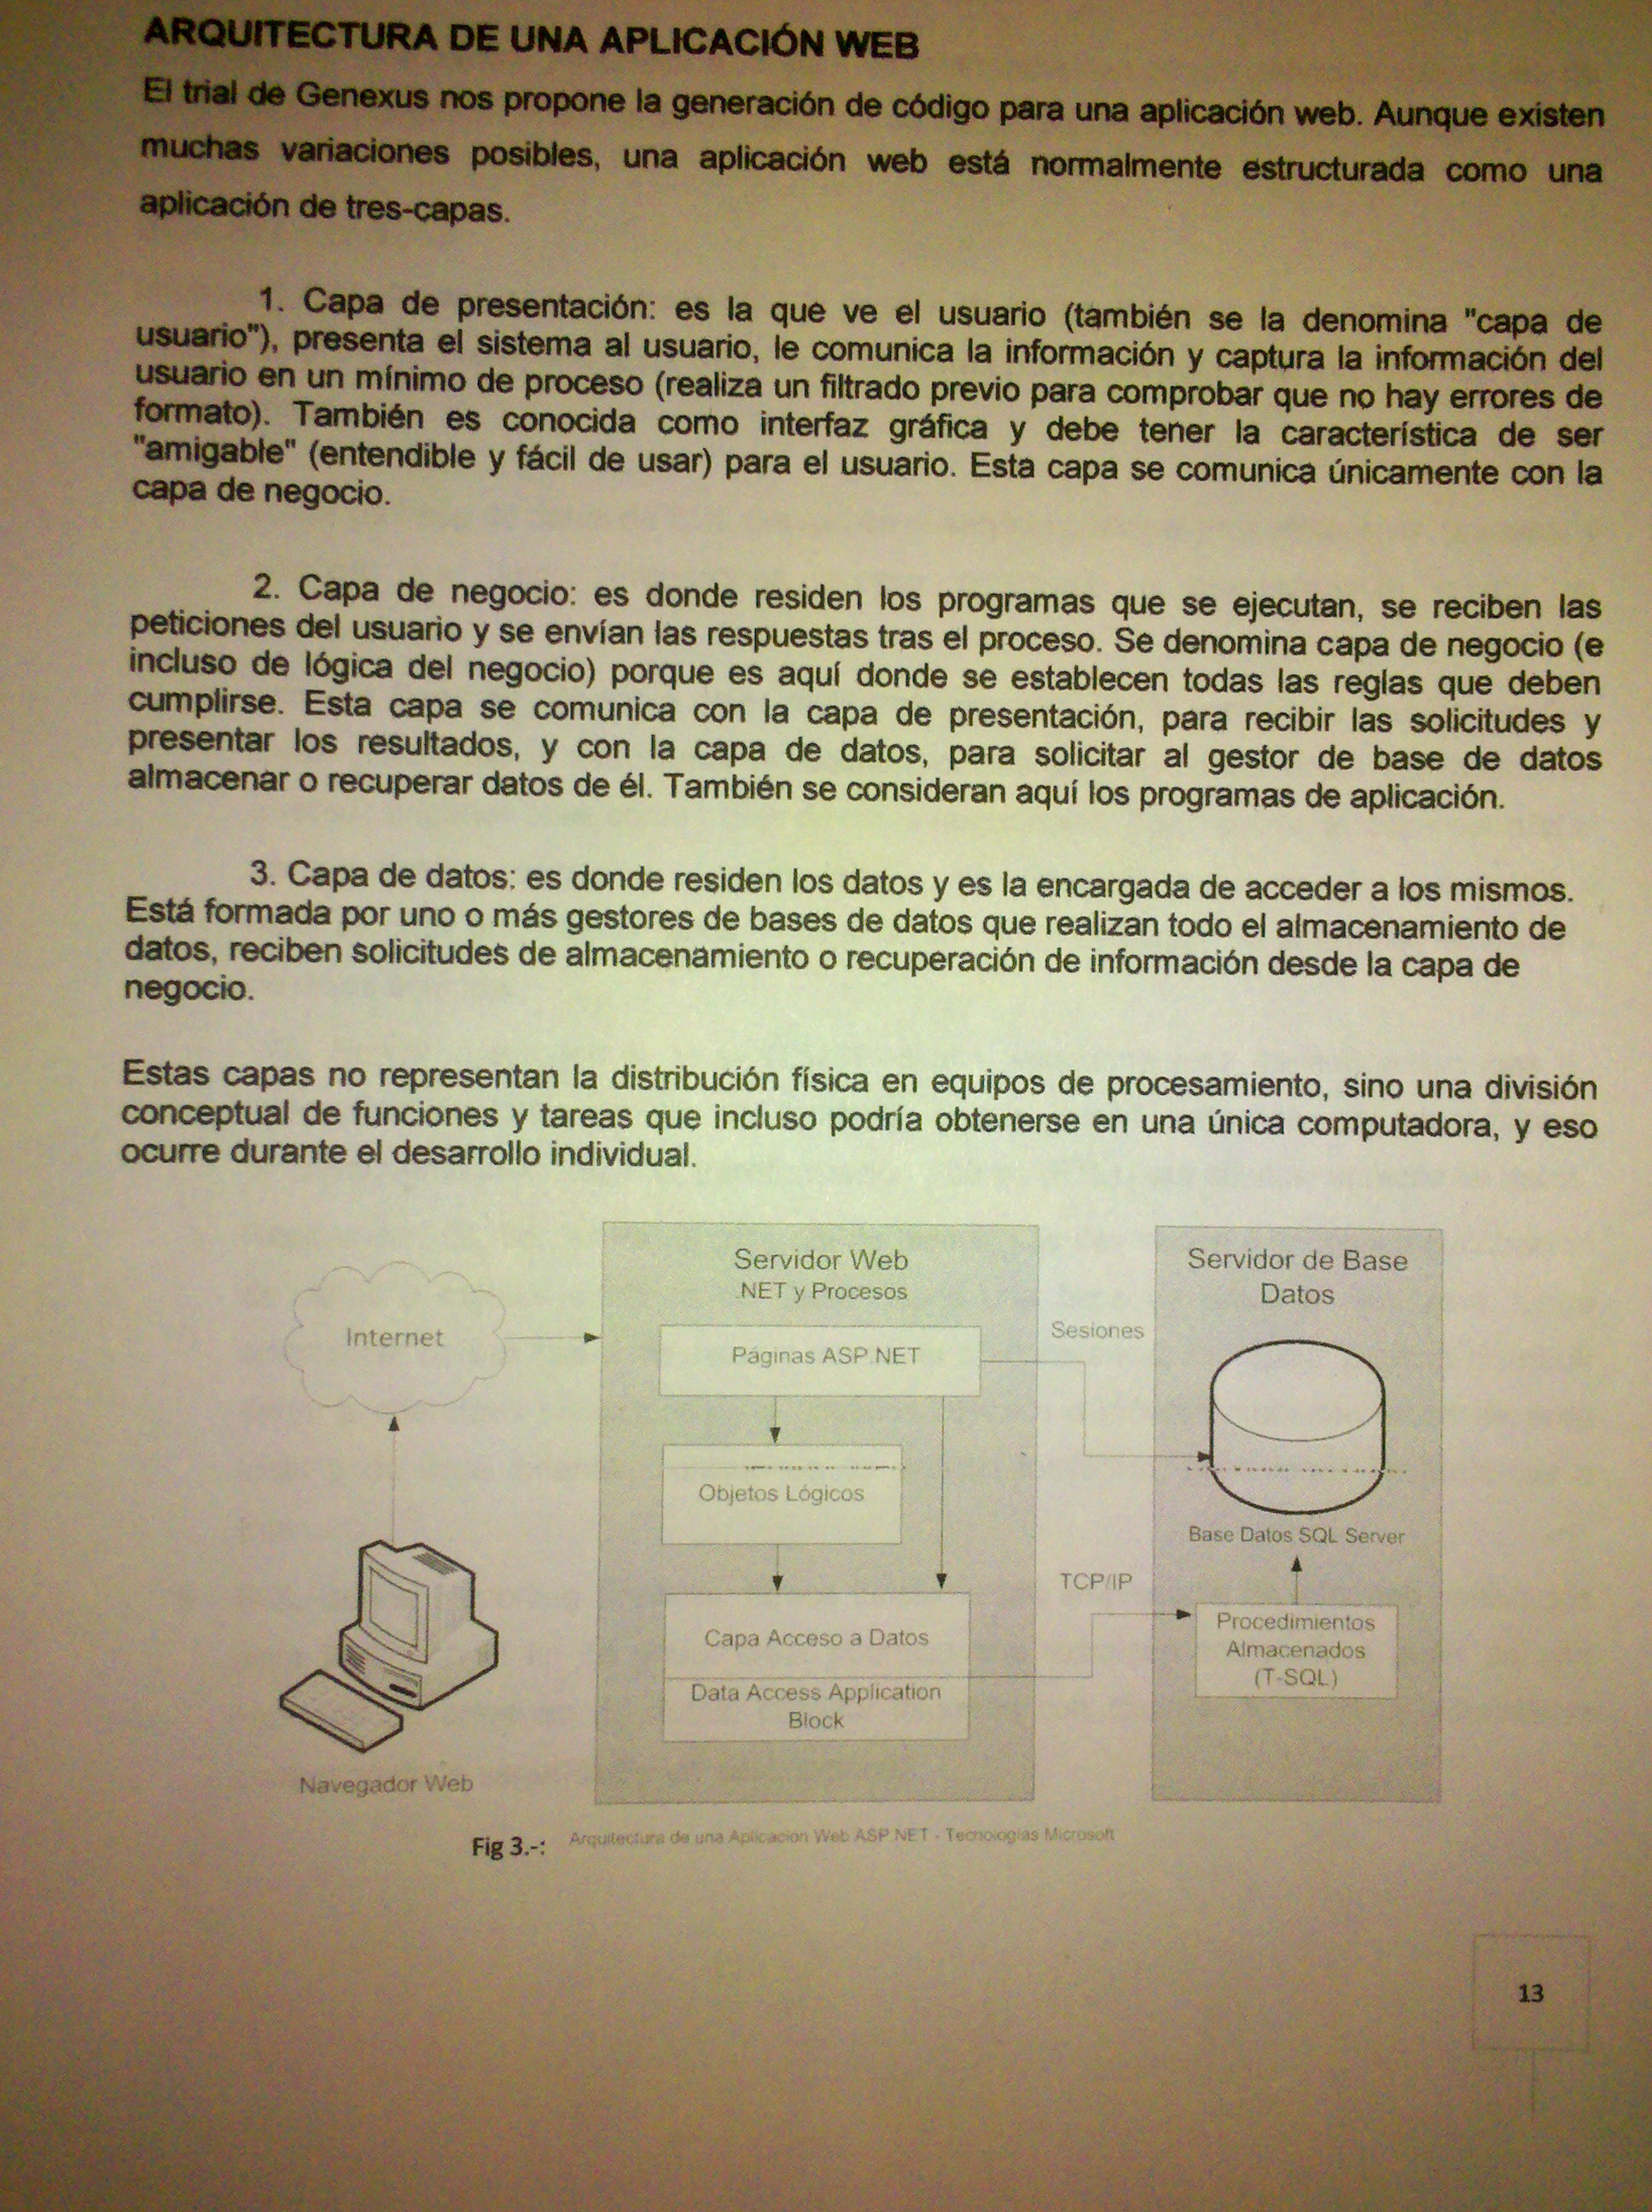 ARQUITECTURA DE UNA APLICACIÓN WEB
El trial de Genexus nos propone la generación de código para una aplicación web. Aunque existen
muchas variaciones posibles, una aplicación web está normalmente estructurada como una
aplicación de tres-capas.
1. Capa de presentación: es la que ve el usuario (también se la denomina "capa de
usuario"), presenta el sistema al usuario, le comunica la información y captura la información del
usuario en un mínimo de proceso (realiza un filtrado previo para comprobar que no hay errores de
formato). También es conocida como interfaz gráfica y debe tener la característica de ser
"amigable" (entendible y fácil de usar) para el usuario. Esta capa se comunica únicamente con la
capa de negocio.
2. Capa de negocio: es donde residen los programas que se ejecutan, se reciben las
peticiones del usuario y se envían las respuestas tras el proceso. Se denomina capa de negocio (e
incluso de lógica del negocio) porque es aquí donde se establecen todas las reglas que deben
cumplirse. Esta capa se comunica con la capa de presentación, para recibir las solicitudes y
presentar los resultados, y con la capa de datos, para solicitar al gestor de base de datos
almacenar o recuperar datos de él. También se consideran aquí los programas de aplicación.
3. Capa de datos: es donde residen los datos y es la encargada de acceder a los mismos.
Está formada por uno o más gestores de bases de datos que realizan todo el almacenamiento de
datos, reciben solicitudes de almacenamiento o recuperación de información desde la capa de
negocio.
Estas capas no representan la distribución física en equipos de procesamiento, sino una división
conceptual de funciones y tareas que incluso podría obtenerse en una única computadora, y eso
ocurre durante el desarrollo individual.
Internet
Navegador Web
Servidor Web
.NET y Procesos
Páginas ASP.NET
Objetos Lógicos
Capa Acceso a Datos
Data Access Application
Block
Sesiones
TCP/IP
Servidor de Base
Datos
Base Datos SQL Server
Procedimientos
Almacenados
(T-SQL)
Fig 3.-: Arquitectura de una Aplicación Web ASP.NET - Tecnologías Microsoft
13